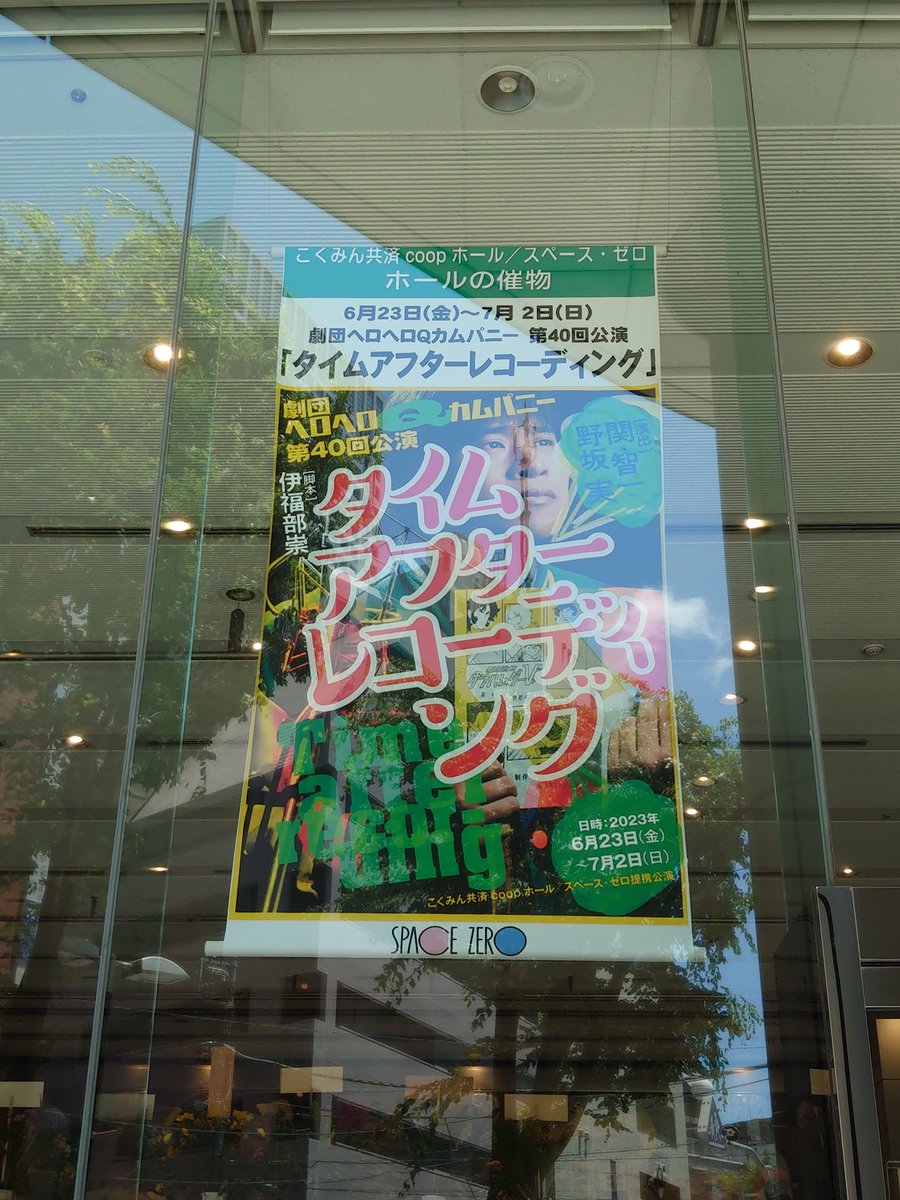 こくみん共済 coop ホール／スペース・ゼロ
ホールの催物
6月23日(金)～7月 2日(日)
劇団ヘロヘロQカムパニー 第40回公演
「タイムアフターレコーディング」
劇団
ヘロヘロ
Q
カムパニー
第40回公演
[脚本]
伊福部崇
[演出]
関智一
野坂実
タイム
アフター
レコーディ
ング
Time
after
recor
ding
日時：2023年
6月23日(金)
～7月2日(日)
こくみん共済 coop ホール／スペース・ゼロ提携公演
SPACE ZERO